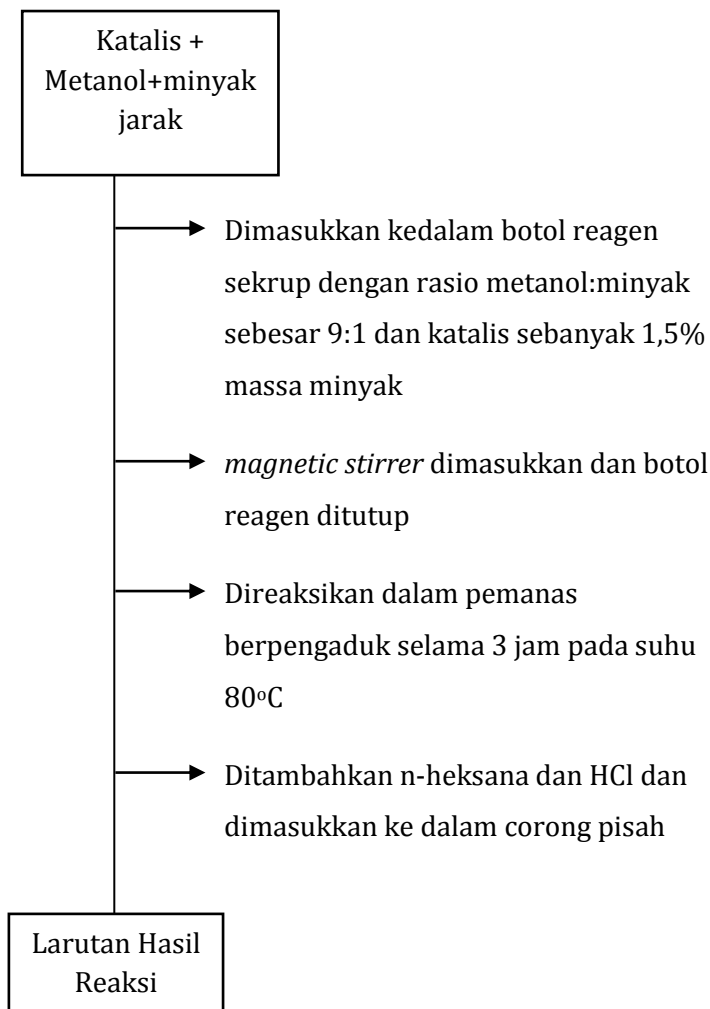 Katalis +
Metanol+minyak
jarak
Dimasukkan kedalam botol reagen
sekrup dengan rasio metanol:minyak
sebesar 9:1 dan katalis sebanyak 1,5%
massa minyak
magnetic stirrer dimasukkan dan botol
reagen ditutup
Direaksikan dalam pemanas
berpengaduk selama 3 jam pada suhu
80ᵒC
Ditambahkan n-heksana dan HCl dan
dimasukkan ke dalam corong pisah
Larutan Hasil
Reaksi